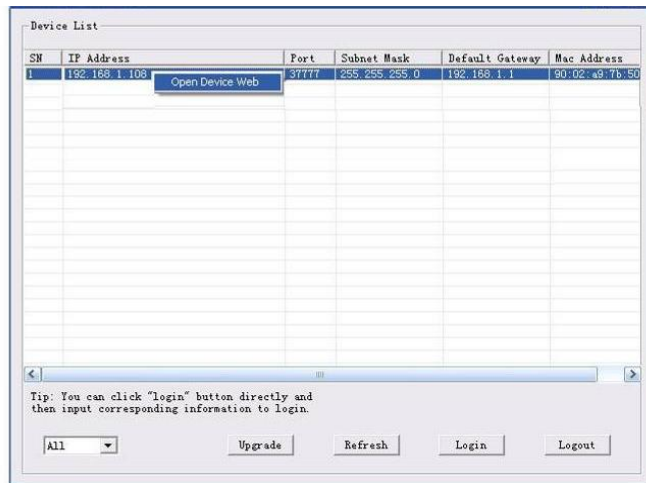 Device List
SN IP Address Port Subnet Mask Default Gateway Mac Address
1 192.168.1.108 37777 255.255.255.0 192.168.1.1 90:02:a9:7b:50
Open Device Web
Tip: You can click "login" button directly and
then input corresponding information to login.
All Upgrade Refresh Login Logout